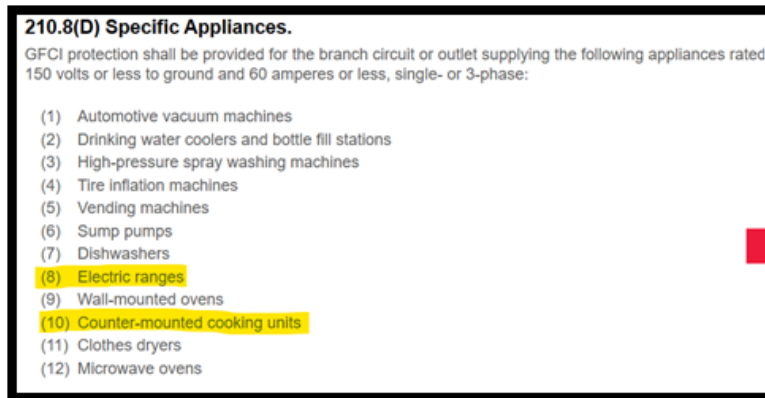 210.8(D) Specific Appliances.
GFCI protection shall be provided for the branch circuit or outlet supplying the following appliances rated
150 volts or less to ground and 60 amperes or less, single- or 3-phase:
(1) Automotive vacuum machines
(2) Drinking water coolers and bottle fill stations
(3) High-pressure spray washing machines
(4) Tire inflation machines
(5) Vending machines
(6) Sump pumps
(7) Dishwashers
(8) Electric ranges
(9) Wall-mounted ovens
(10) Counter-mounted cooking units
(11) Clothes dryers
(12) Microwave ovens